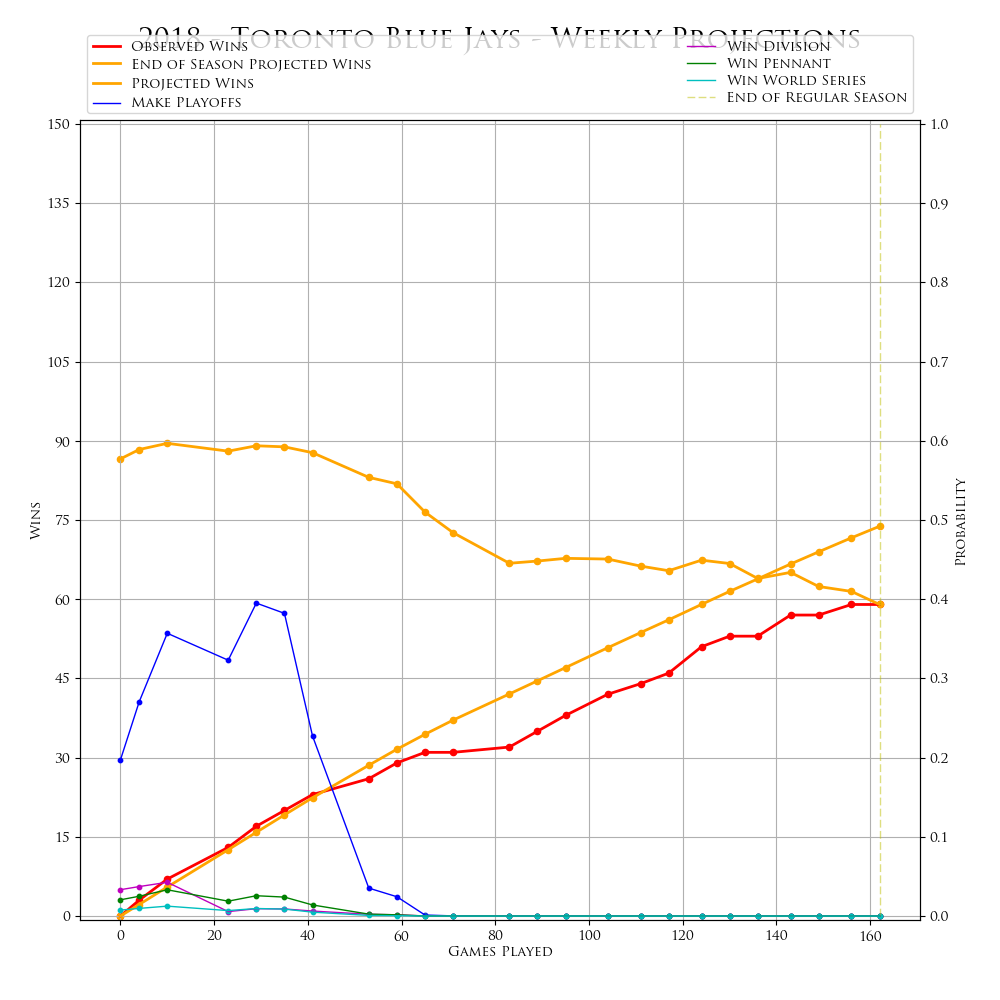 2018 - Toronto Blue Jays - Weekly Projections
Observed Wins
End of Season Projected Wins
Projected Wins
Make Playoffs
Win Division
Win Pennant
Win World Series
End of Regular Season
150
135
120
105
90
75
60
45
30
15
0
Wins
1.0
0.9
0.8
0.7
0.6
0.5
0.4
0.3
0.2
0.1
0.0
Probability
0 20 40 60 80 100 120 140 160
Games Played